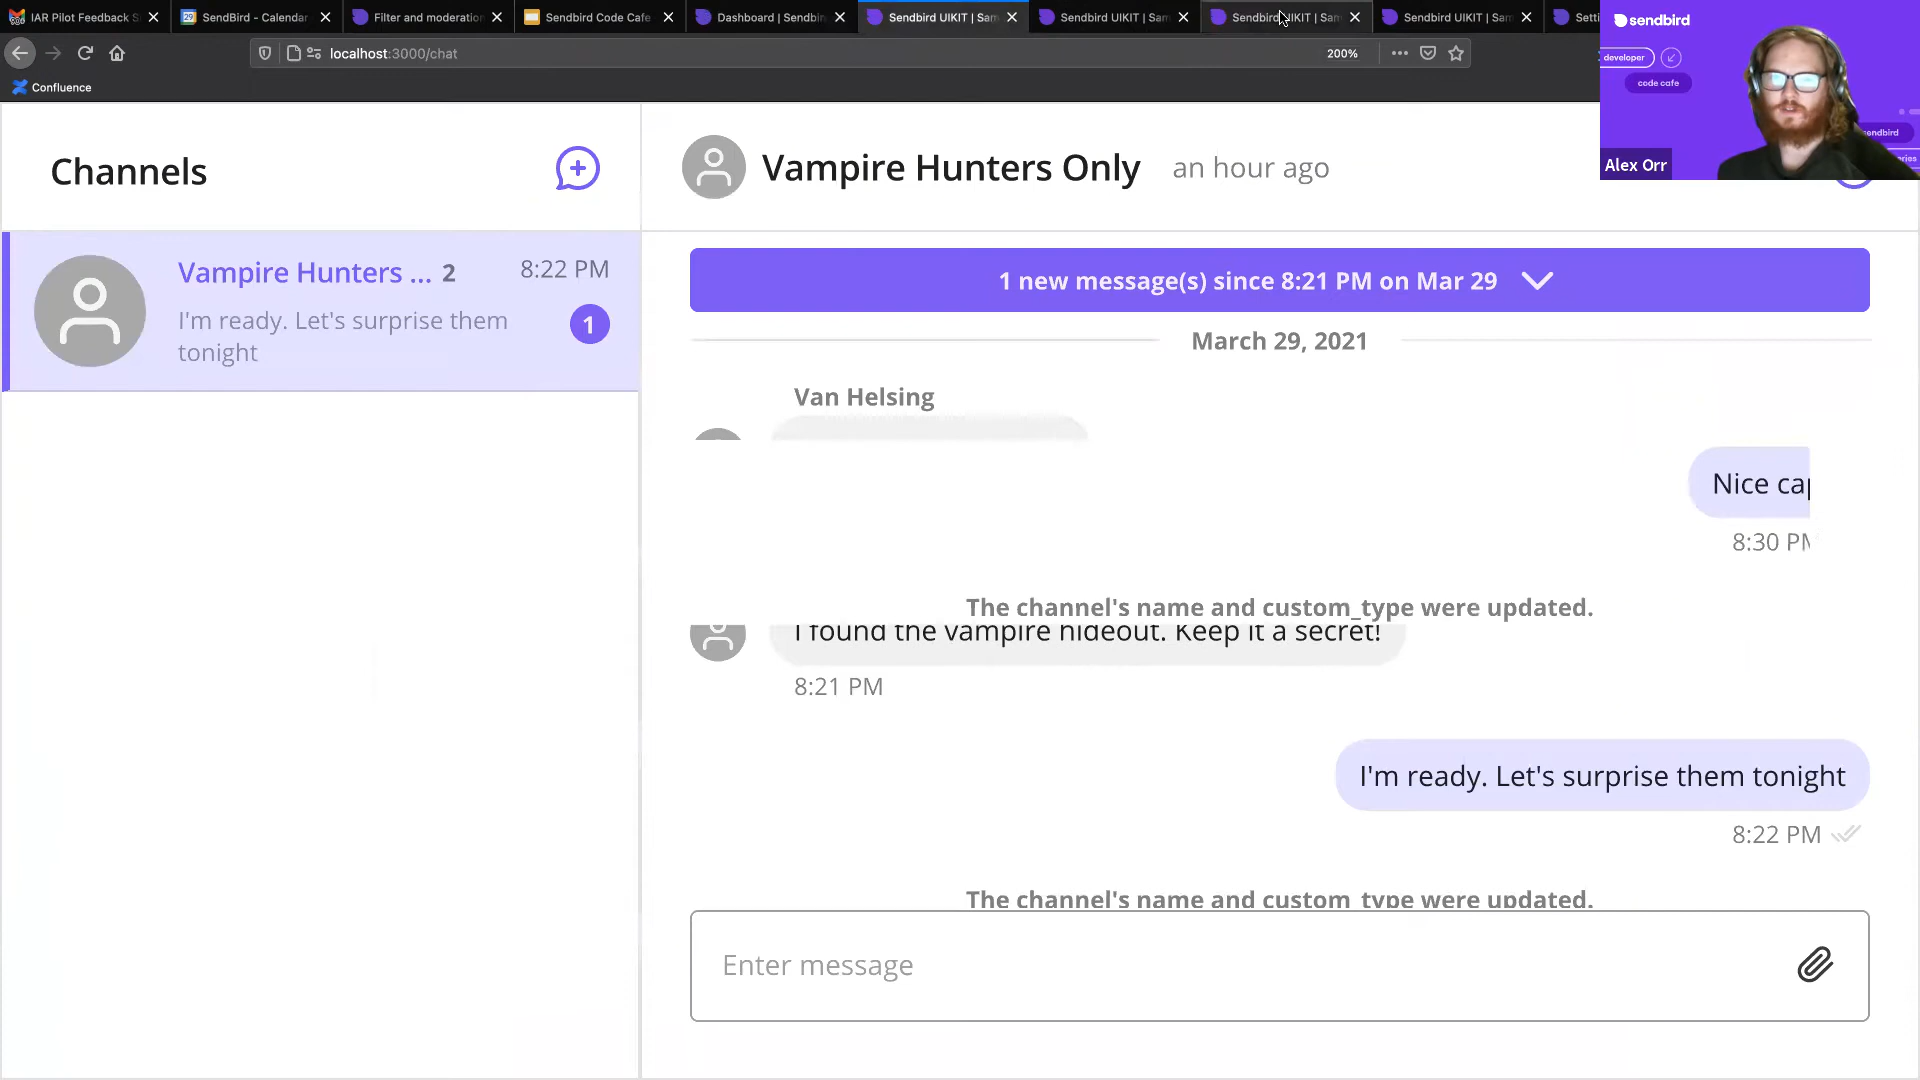 IAR Pilot Feedback S
SendBird - Calendar
Filter and moderation
Sendbird Code Cafe
Dashboard | Sendbird
Sendbird UIKIT | Sam
Sendbird UIKIT | Sam
Sendbird UIKIT | Sam
Sendbird UIKIT | Sam
Setti
localhost:3000/chat
200%
Confluence
sendbird
developer
code cafe
sendbird
Alex Orr
Channels
Vampire Hunters ... 2
8:22 PM
I'm ready. Let's surprise them
tonight
1
Vampire Hunters Only
an hour ago
1 new message(s) since 8:21 PM on Mar 29
March 29, 2021
Van Helsing
Nice cap
8:30 PM
The channel's name and custom_type were updated.
I found the vampire hideout. Keep it a secret!
8:21 PM
I'm ready. Let's surprise them tonight
8:22 PM
The channel's name and custom_type were updated.
Enter message